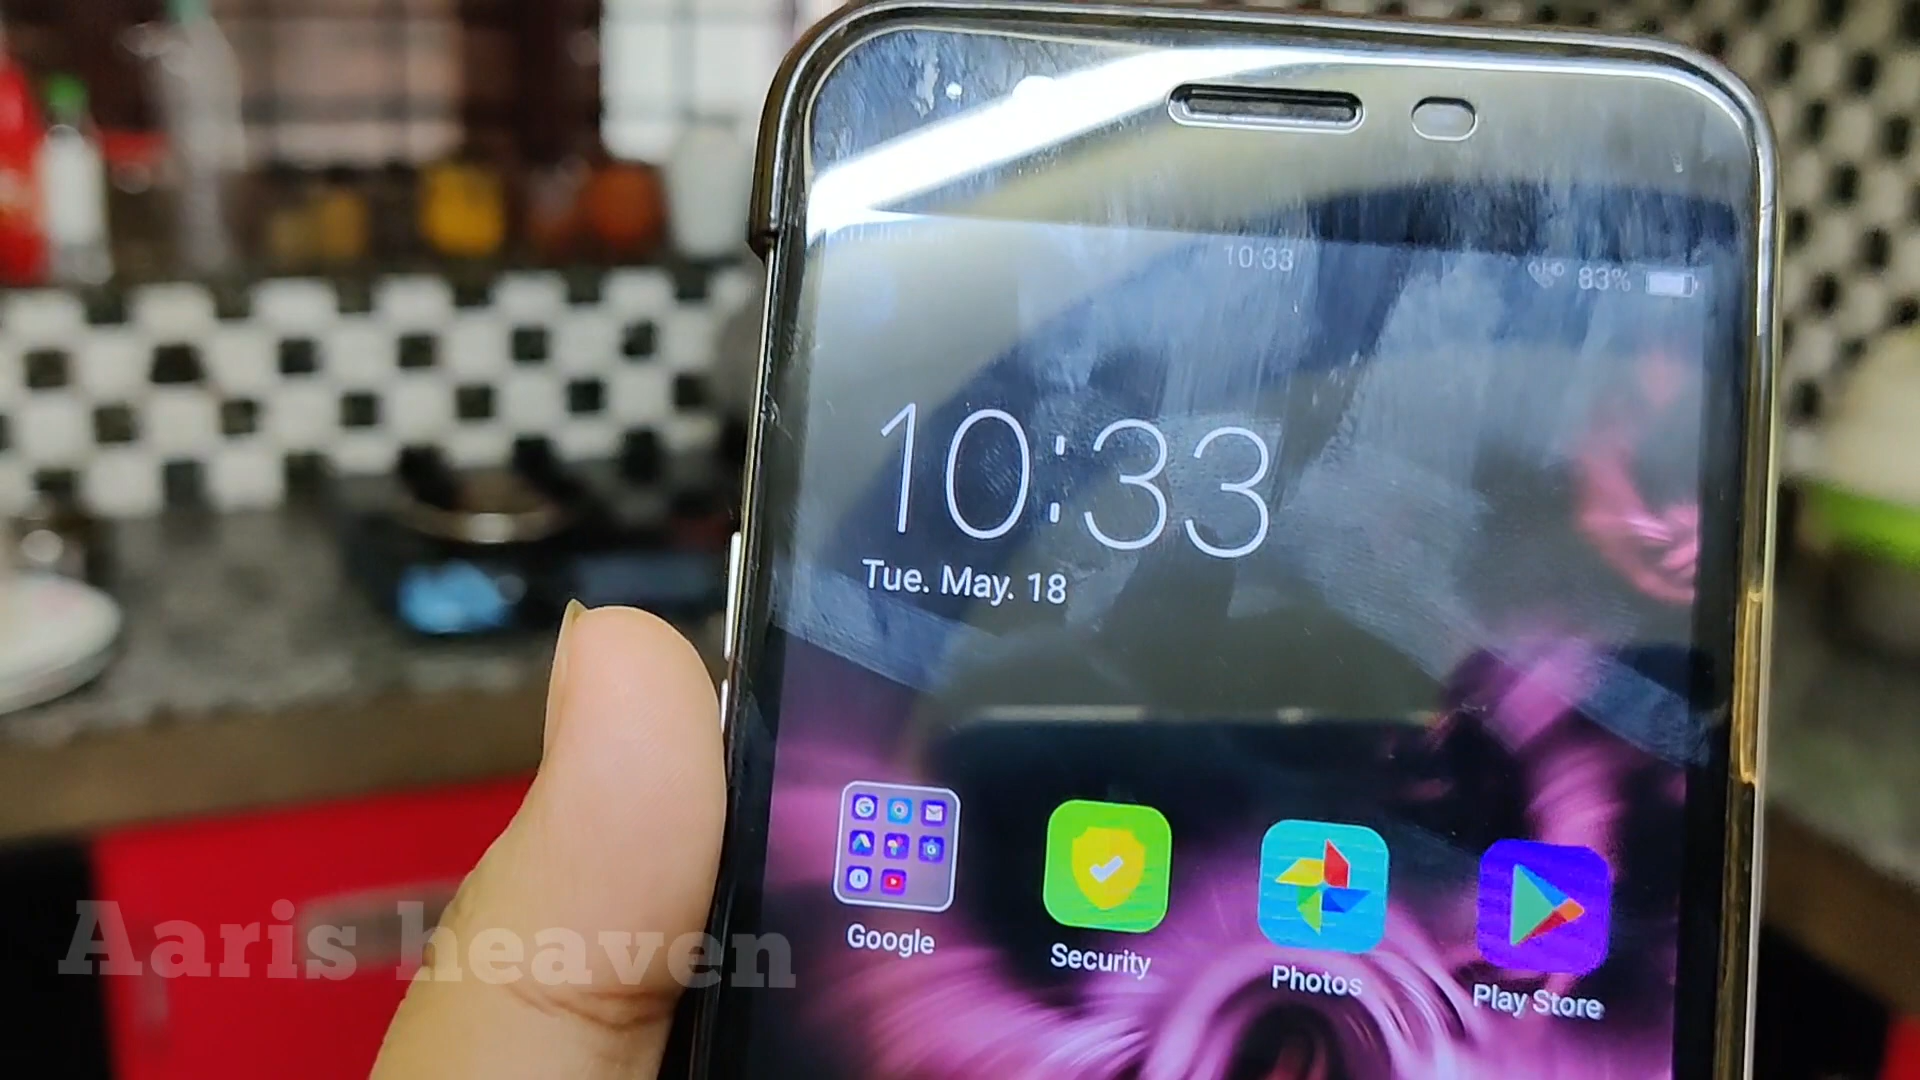 10:33
83%
10:33
Tue. May. 18
Google
Security
Photos
Play Store
Aaris heaven